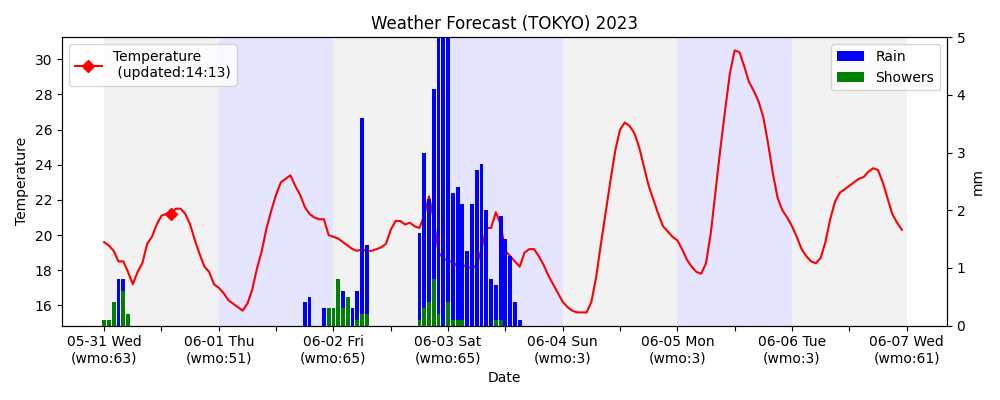 Weather Forecast (TOKYO) 2023
Temperature
(updated:14:13)
Rain
Showers
30
28
26
24
22
20
18
16
Temperature
5
4
3
2
1
0
mm
05-31 Wed
(wmo:63)
06-01 Thu
(wmo:51)
06-02 Fri
(wmo:65)
06-03 Sat
(wmo:65)
06-04 Sun
(wmo:3)
06-05 Mon
(wmo:3)
06-06 Tue
(wmo:3)
06-07 Wed
(wmo:61)
Date